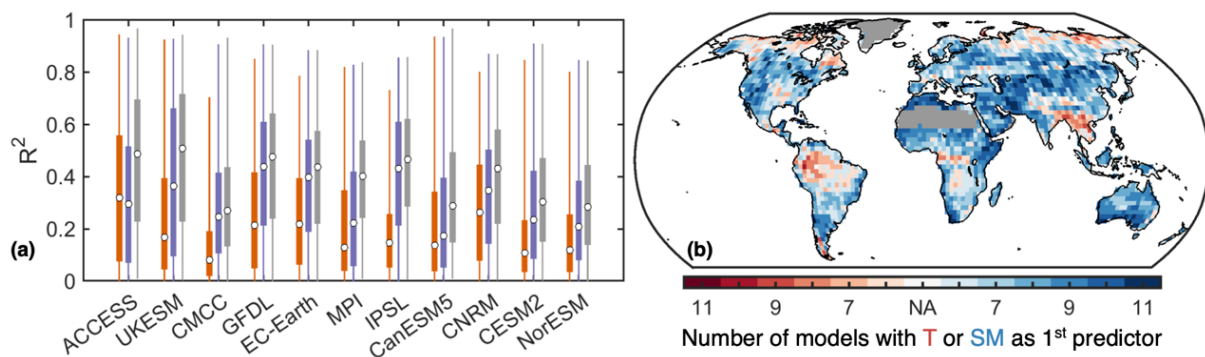 1
0.8
0.6
0.4
0.2
0
R²
(a)
ACCESS
UKESM
CMCC
GFDL
EC-Earth
MPI
IPSL
CanESM5
CNRM
CESM2
NorESM
(b)
11 9 7 NA 7 9 11
Number of models with T or SM as 1ˢᵗ predictor